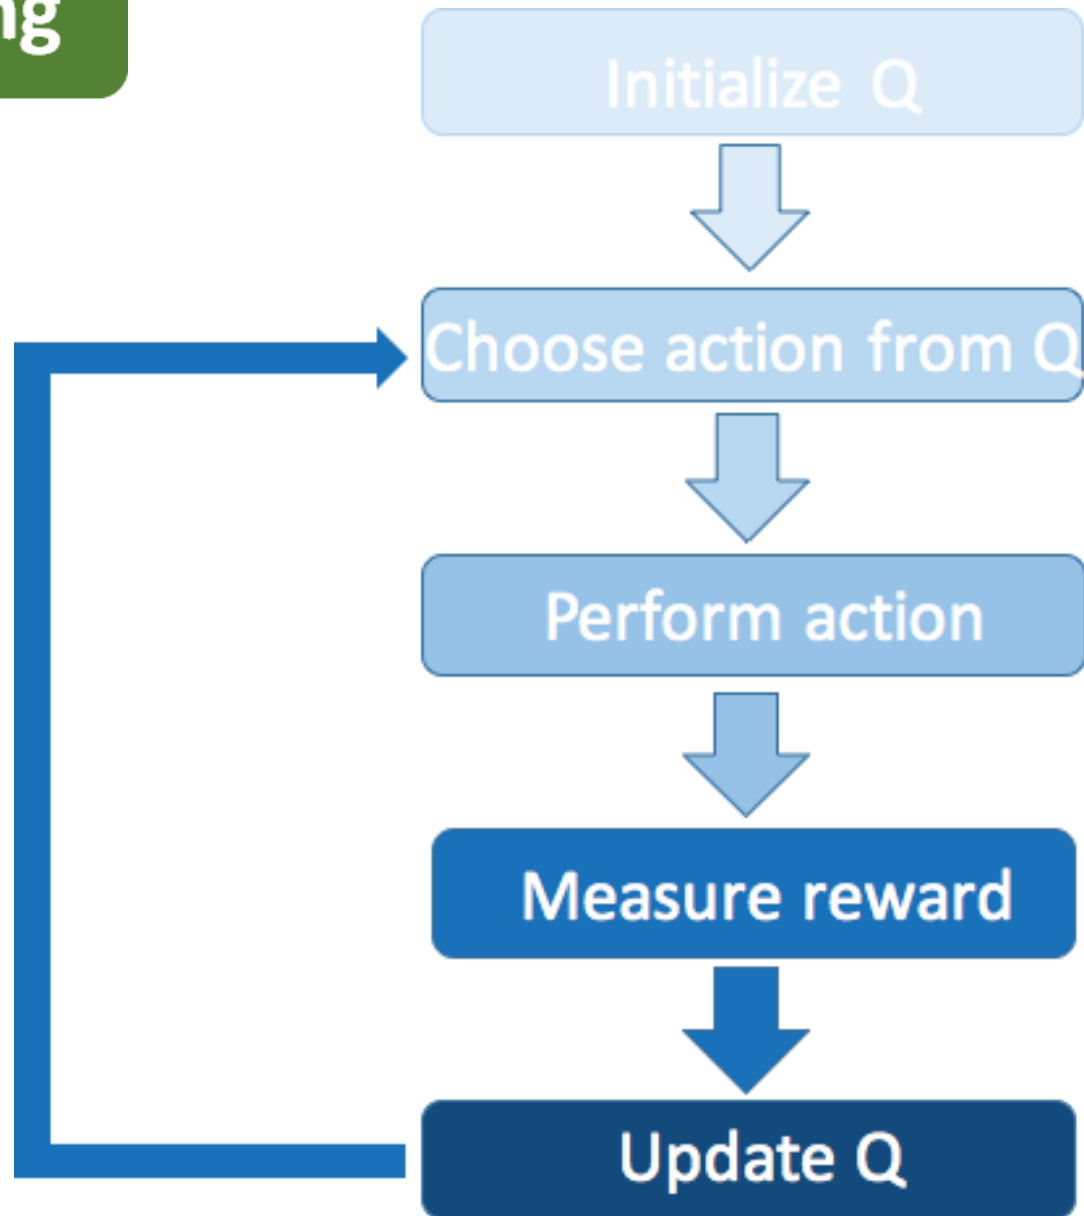 ng
Initialize Q
Choose action from Q
Perform action
Measure reward
Update Q